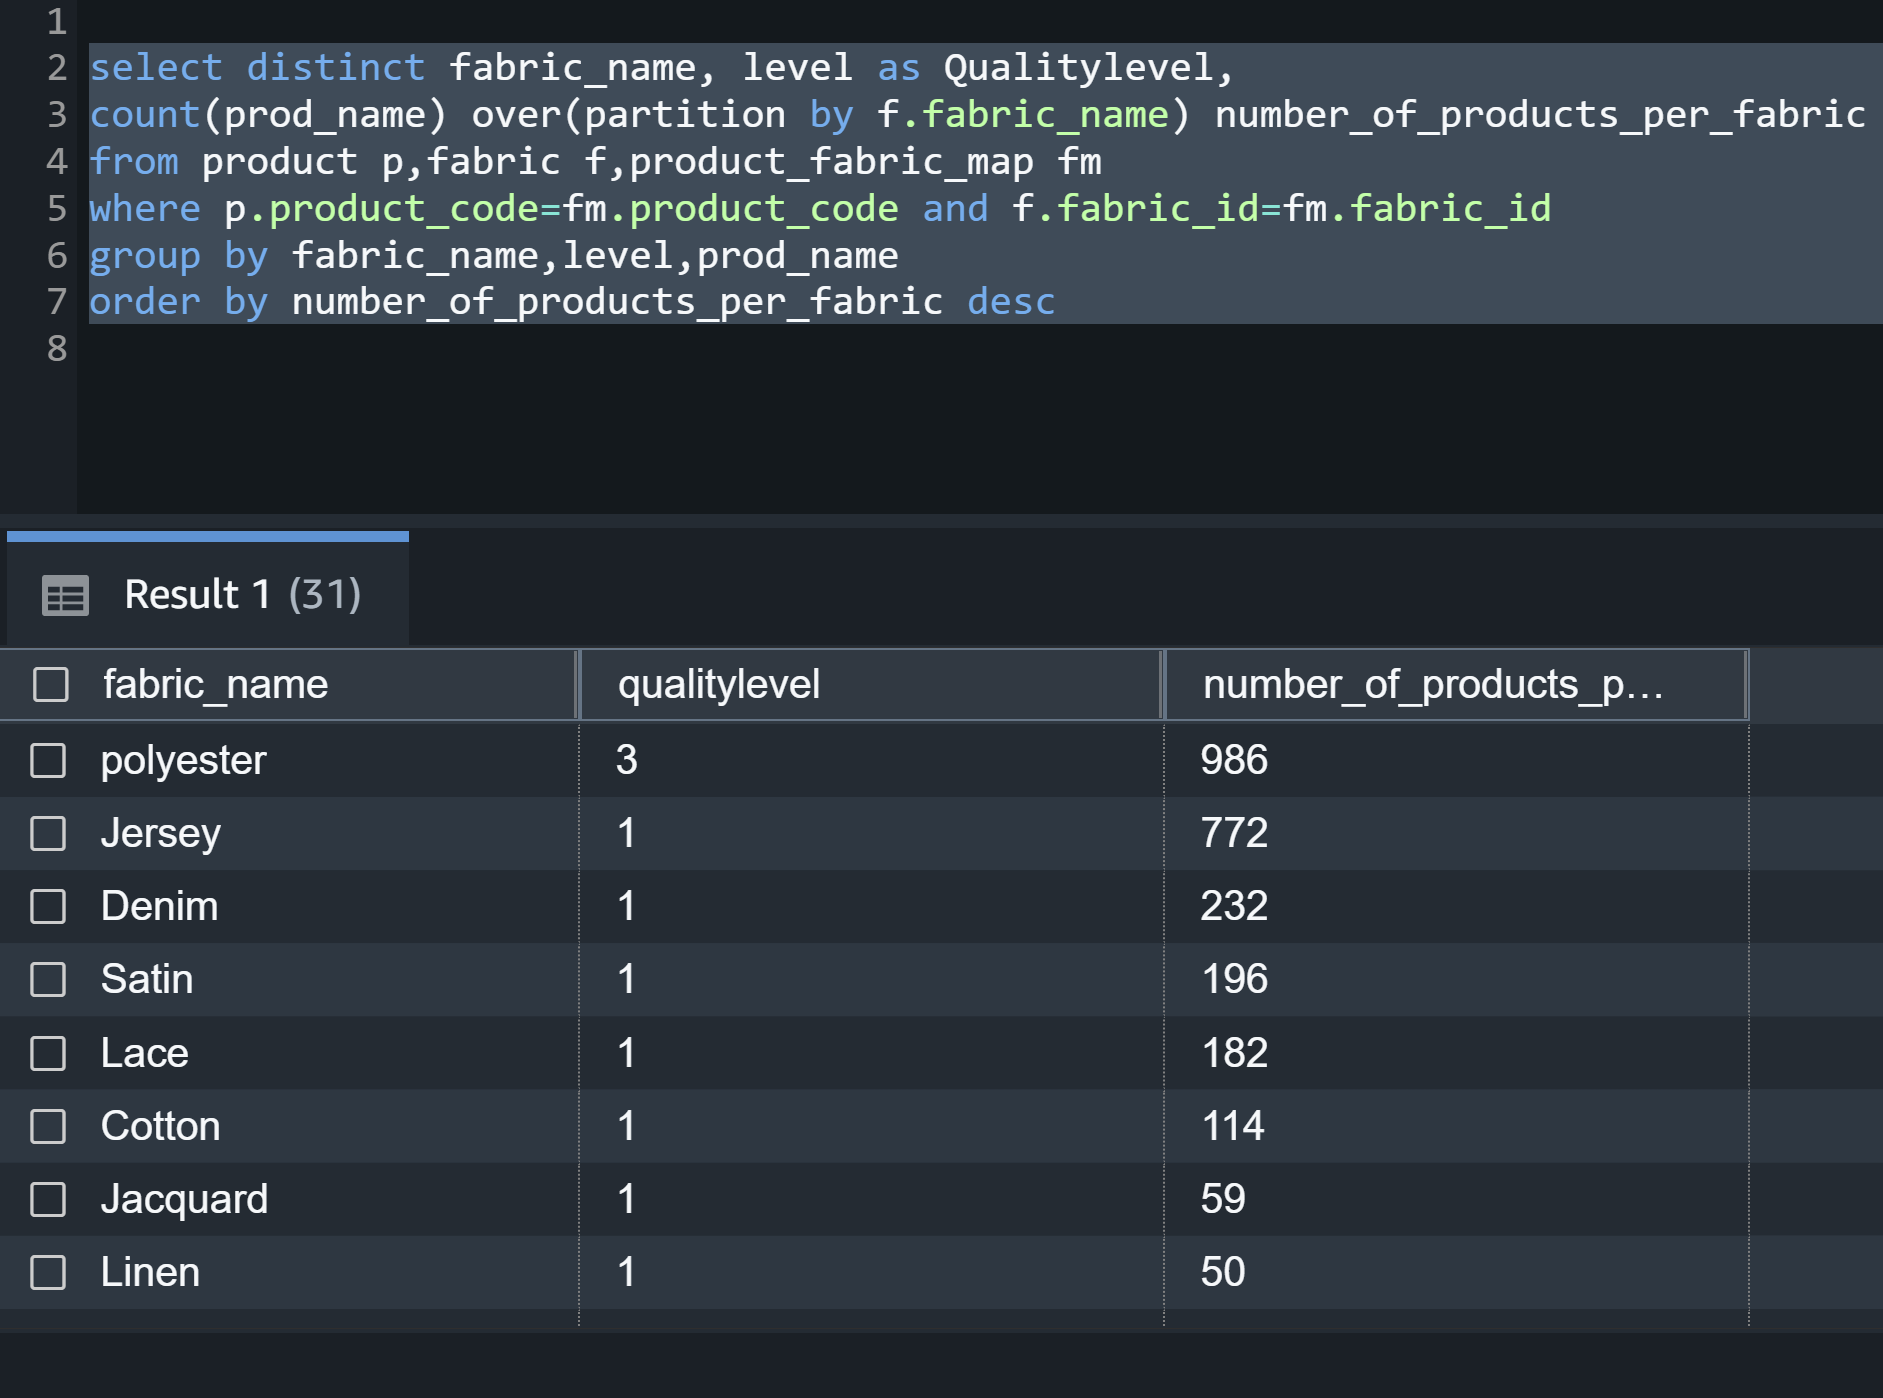 1
2 select distinct fabric_name, level as Qualitylevel,
3 count(prod_name) over(partition by f.fabric_name) number_of_products_per_fabric
4 from product p,fabric f,product_fabric_map fm
5 where p.product_code=fm.product_code and f.fabric_id=fm.fabric_id
6 group by fabric_name,level,prod_name
7 order by number_of_products_per_fabric desc
8
Result 1 (31)
fabric_name qualitylevel number_of_products_p...
polyester 3 986
Jersey 1 772
Denim 1 232
Satin 1 196
Lace 1 182
Cotton 1 114
Jacquard 1 59
Linen 1 50